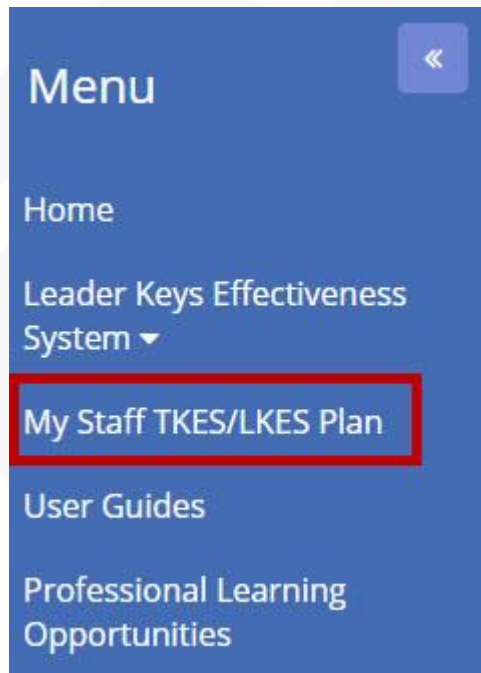 Menu
«
Home
Leader Keys Effectiveness
System
My Staff TKES/LKES Plan
User Guides
Professional Learning
Opportunities